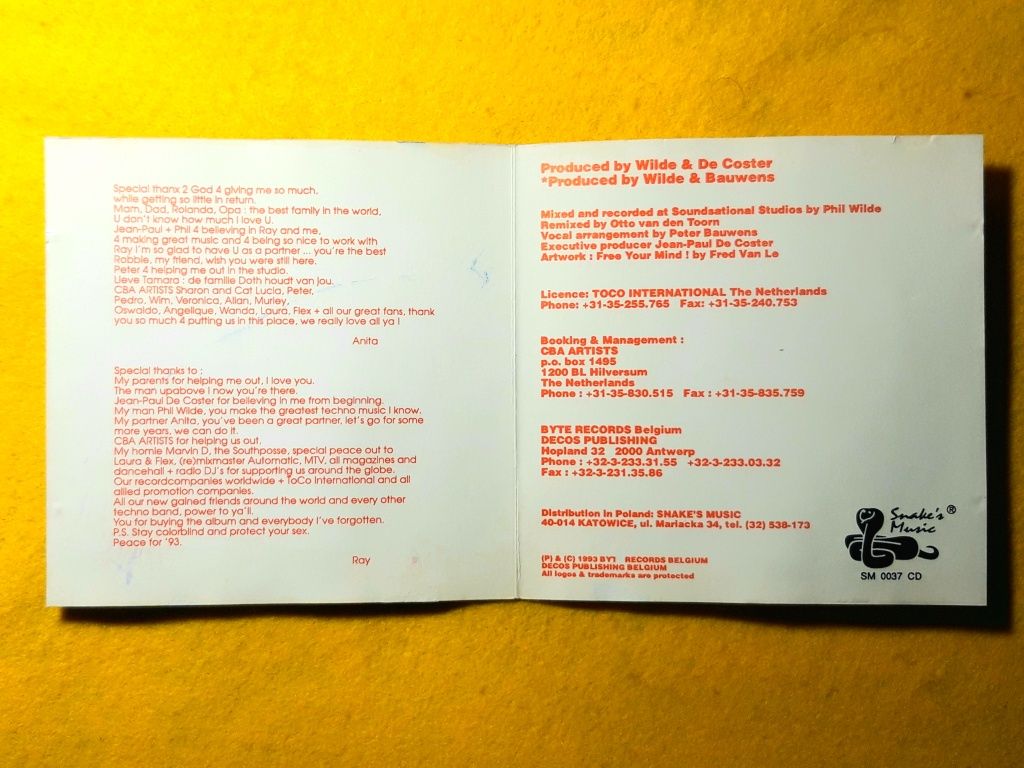 Special thanx 2 God 4 giving me so much,
while getting so little in return.
Mam, Dad, Rolanda, Opa : the best family in the world,
U don't know how much I love U.
Jean-Paul + Phil 4 believing in Ray and me,
4 making great music and 4 being so nice to work with
Ray I'm so glad to have U as a partner ... you're the best
Robbie, my friend, wish you were still here.
Peter 4 helping me out in the studio.
Lieve Tamara : de familie Doth houdt van jou.
CBA ARTISTS Sharon and Cat Lucia, Peter,
Pedro, Wim, Veronica, Allan, Murley,
Oswaldo, Angelique, Wanda, Laura, Flex + all our great fans, thank
you so much 4 putting us in this place, we really love all ya !
Anita
Special thanks to :
My parents for helping me out, I love you.
The man upabove I now you're there.
Jean-Paul De Coster for believing in me from beginning.
My man Phil Wilde, you make the greatest techno music I know.
My partner Anita, you've been a great partner, let's go for some
more years, we can do it.
CBA ARTISTS for helping us out.
My homie Marvin D, the Southposse, special peace out to
Laura & Flex, (re)mixmaster Automatic, MTV, all magazines and
dancehall + radio DJ's for supporting us around the globe.
Our recordcompanies worldwide + ToCo International and all
allied promotion companies.
All our new gained friends around the world and every other
techno band, power to ya'll.
You for buying the album and everybody I've forgotten.
P.S. Stay colorblind and protect your sex.
Peace for '93.
Ray
Produced by Wilde & De Coster
*Produced by Wilde & Bauwens
Mixed and recorded at Soundsational Studios by Phil Wilde
Remixed by Otto van den Toorn
Vocal arrangement by Peter Bauwens
Executive producer Jean-Paul De Coster
Artwork : Free Your Mind ! by Fred Van Le
Licence: TOCO INTERNATIONAL The Netherlands
Phone: +31-35-255.765 Fax: +31-35-240.753
Booking & Management :
CBA ARTISTS
p.o. box 1495
1200 BL Hilversum
The Netherlands
Phone : +31-35-830.515 Fax : +31-35-835.759
BYTE RECORDS Belgium
DECOS PUBLISHING
Hopland 32 2000 Antwerp
Phone : +32-3-233.31.55 +32-3-233.03.32
Fax : +32-3-231.35.86
Distribution in Poland: SNAKE'S MUSIC
40-014 KATOWICE, ul. Mariacka 34, tel. (32) 538-173
(P) & (C) 1993 BYT RECORDS BELGIUM
DECOS PUBLISHING BELGIUM
All logos & trademarks are protected
Snake's ®
Music
SM 0037 CD